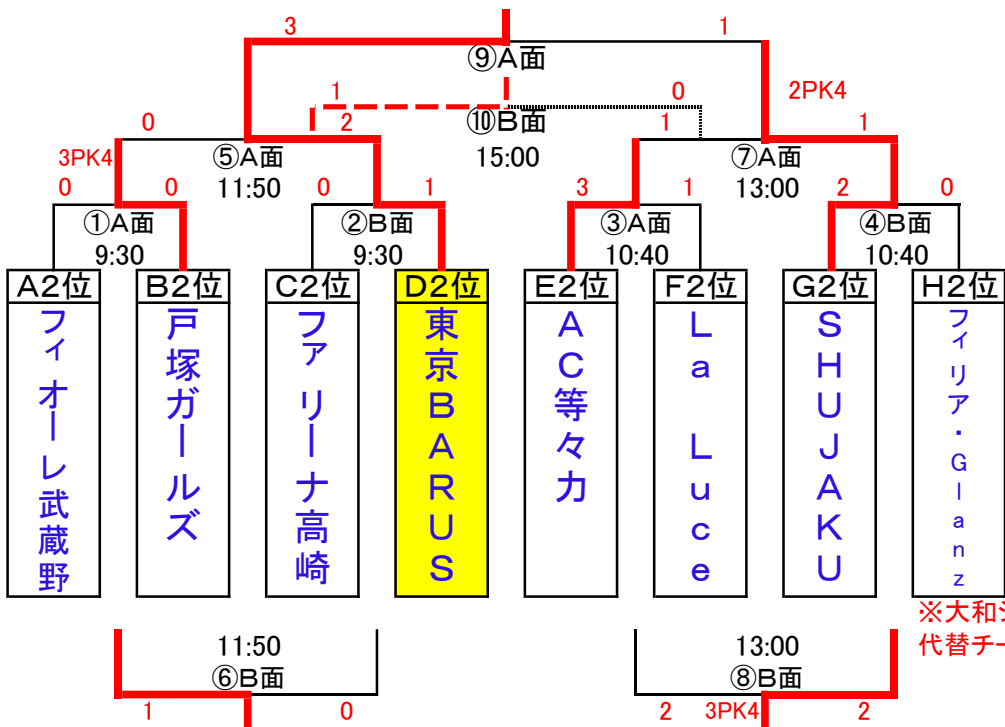 3 1
⑨A面
1 0 2PK4
0 2 ⑩B面 1 1
3PK4 ⑤A面 15:00 ⑦A面
0 0 11:50 0 1 3 1 13:00 2 0
①A面 ②B面 ③A面 ④B面
9:30 9:30 10:40 10:40
A2位 B2位 C2位 D2位 E2位 F2位 G2位 H2位
フィオーレ武蔵野
戸塚ガールズ
ファリーナ高崎
東京BARUS
AC等々力
La Luce
SHUJAKU
フィリア・Glanz
※大和
代替チー
11:50 13:00
⑥B面 ⑧B面
1 0 2 3PK4 2